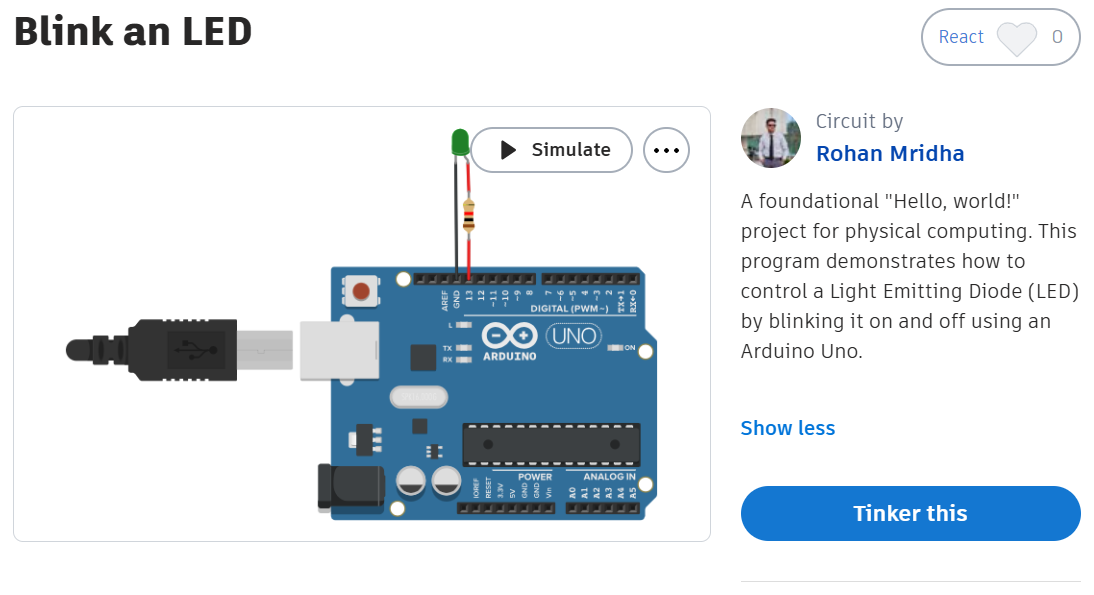 Blink an LED
React 0
Simulate
Circuit by
Rohan Mridha
A foundational "Hello, world!"
project for physical computing. This
program demonstrates how to
control a Light Emitting Diode (LED)
by blinking it on and off using an
Arduino Uno.
Show less
Tinker this
AREF
GND
13
12
~11
~10
~9
8
7
~6
~5
4
~3
2
TX→1
RX←0
DIGITAL (PWM~)
L
TX
RX
UNO
ARDUINO
ON
POWER
ANALOG IN
IOREF
RESET
3.3V
5V
GND
GND
Vin
A0
A1
A2
A3
A4
A5